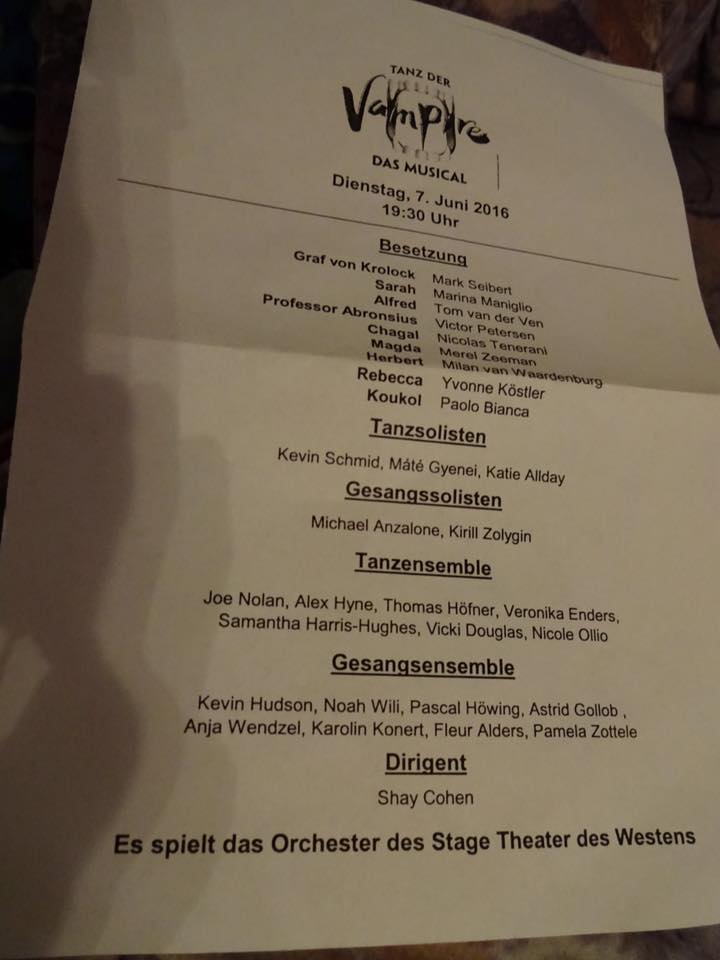 TANZ DER
Vampire
DAS MUSICAL
Dienstag, 7. Juni 2016
19:30 Uhr
Besetzung
Graf von Krolock Mark Seibert
Sarah Marina Maniglio
Alfred Tom van der Ven
Professor Abronsius Victor Petersen
Chagal Nicolas Tenerani
Magda Merel Zeeman
Herbert Milan van Waardenburg
Rebecca Yvonne Köstler
Koukol Paolo Bianca
Tanzsolisten
Kevin Schmid, Máté Gyenei, Katie Allday
Gesangssolisten
Michael Anzalone, Kirill Zolygin
Tanzensemble
Joe Nolan, Alex Hyne, Thomas Höfner, Veronika Enders,
Samantha Harris-Hughes, Vicki Douglas, Nicole Ollio
Gesangsensemble
Kevin Hudson, Noah Wili, Pascal Höwing, Astrid Gollob ,
Anja Wendzel, Karolin Konert, Fleur Alders, Pamela Zottele
Dirigent
Shay Cohen
Es spielt das Orchester des Stage Theater des Westens